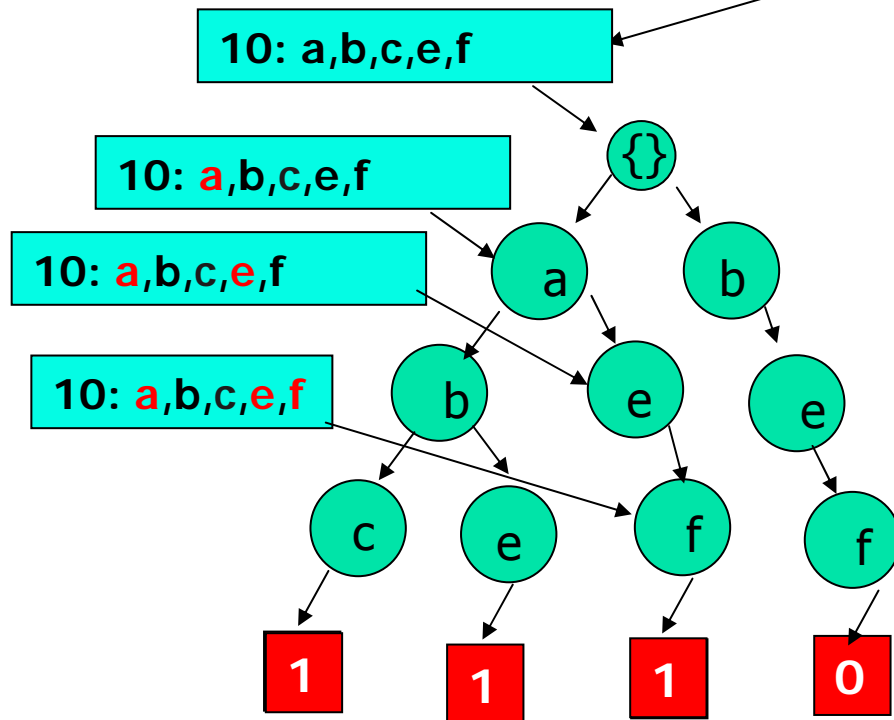 10: a,b,c,e,f
{}
10: a,b,c,e,f
a
b
10: a,b,c,e,f
b
e
e
10: a,b,c,e,f
c
e
f
f
1
1
1
0